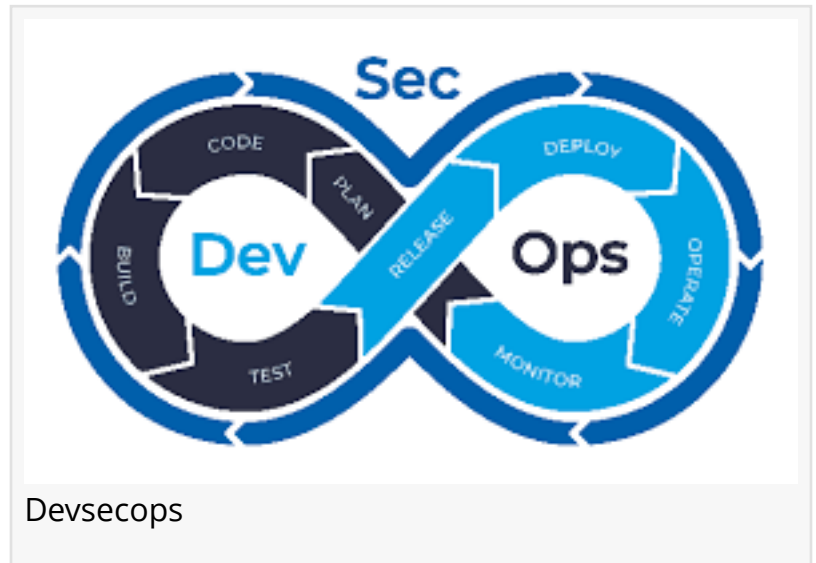 Sec
CODE
PLAN
BUILD
Dev
TEST
RELEASE
DEPLOY
Ops
OPERATE
MONITOR
Devsecops